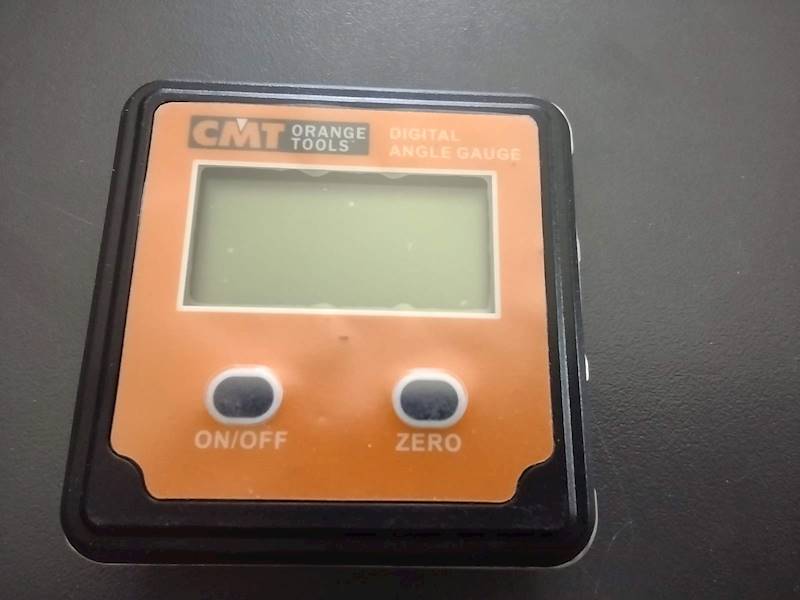 CMT ORANGE TOOLS
DIGITAL
ANGLE GAUGE
ON/OFF
ZERO